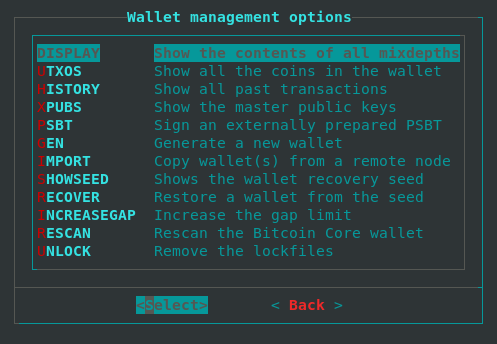 Wallet management options
DISPLAY Show the contents of all mixdepths
UTXOS Show all the coins in the wallet
HISTORY Show all past transactions
XPUBS Show the master public keys
PSBT Sign an externally prepared PSBT
GEN Generate a new wallet
IMPORT Copy wallet(s) from a remote node
SHOWSEED Shows the wallet recovery seed
RECOVER Restore a wallet from the seed
INCREASEGAP Increase the gap limit
RESCAN Rescan the Bitcoin Core wallet
UNLOCK Remove the lockfiles
<Select> < Back >